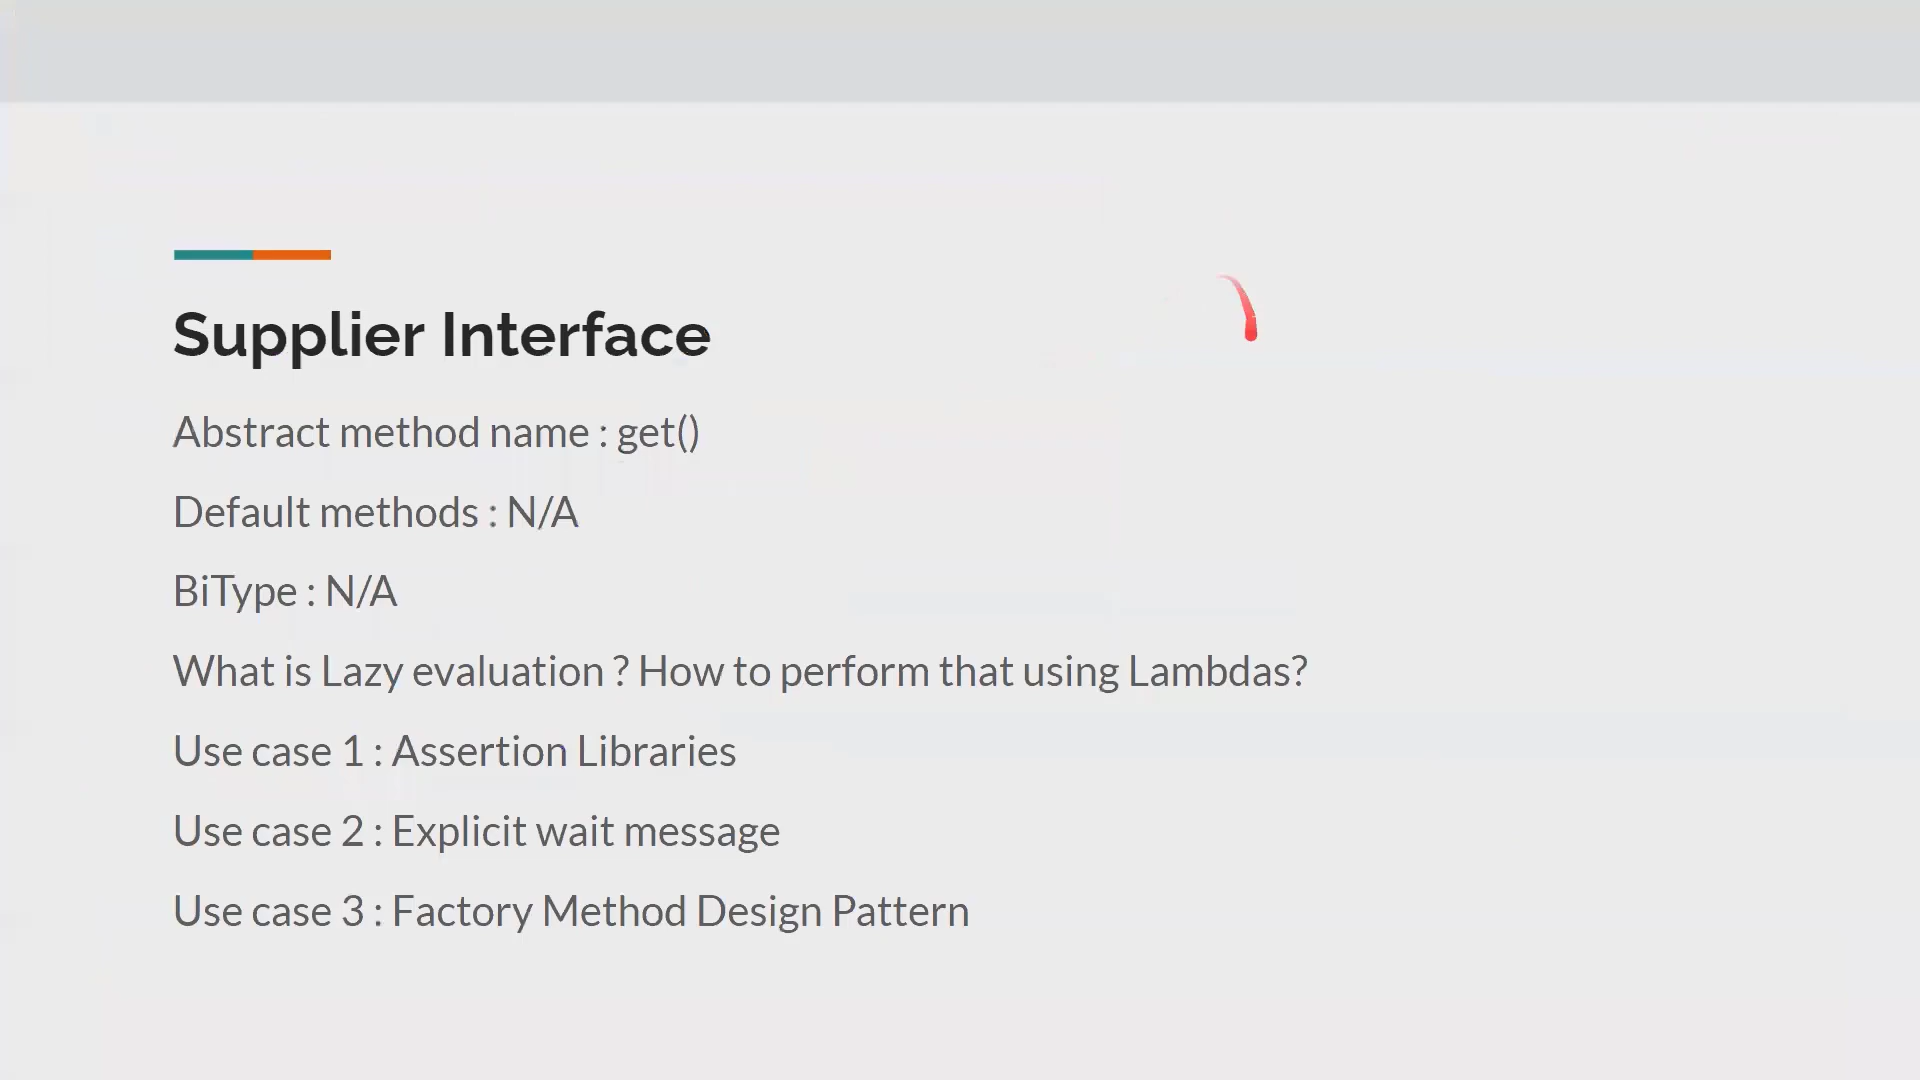 Supplier Interface
Abstract method name : get()
Default methods : N/A
BiType : N/A
What is Lazy evaluation ? How to perform that using Lambdas?
Use case 1 : Assertion Libraries
Use case 2 : Explicit wait message
Use case 3 : Factory Method Design Pattern